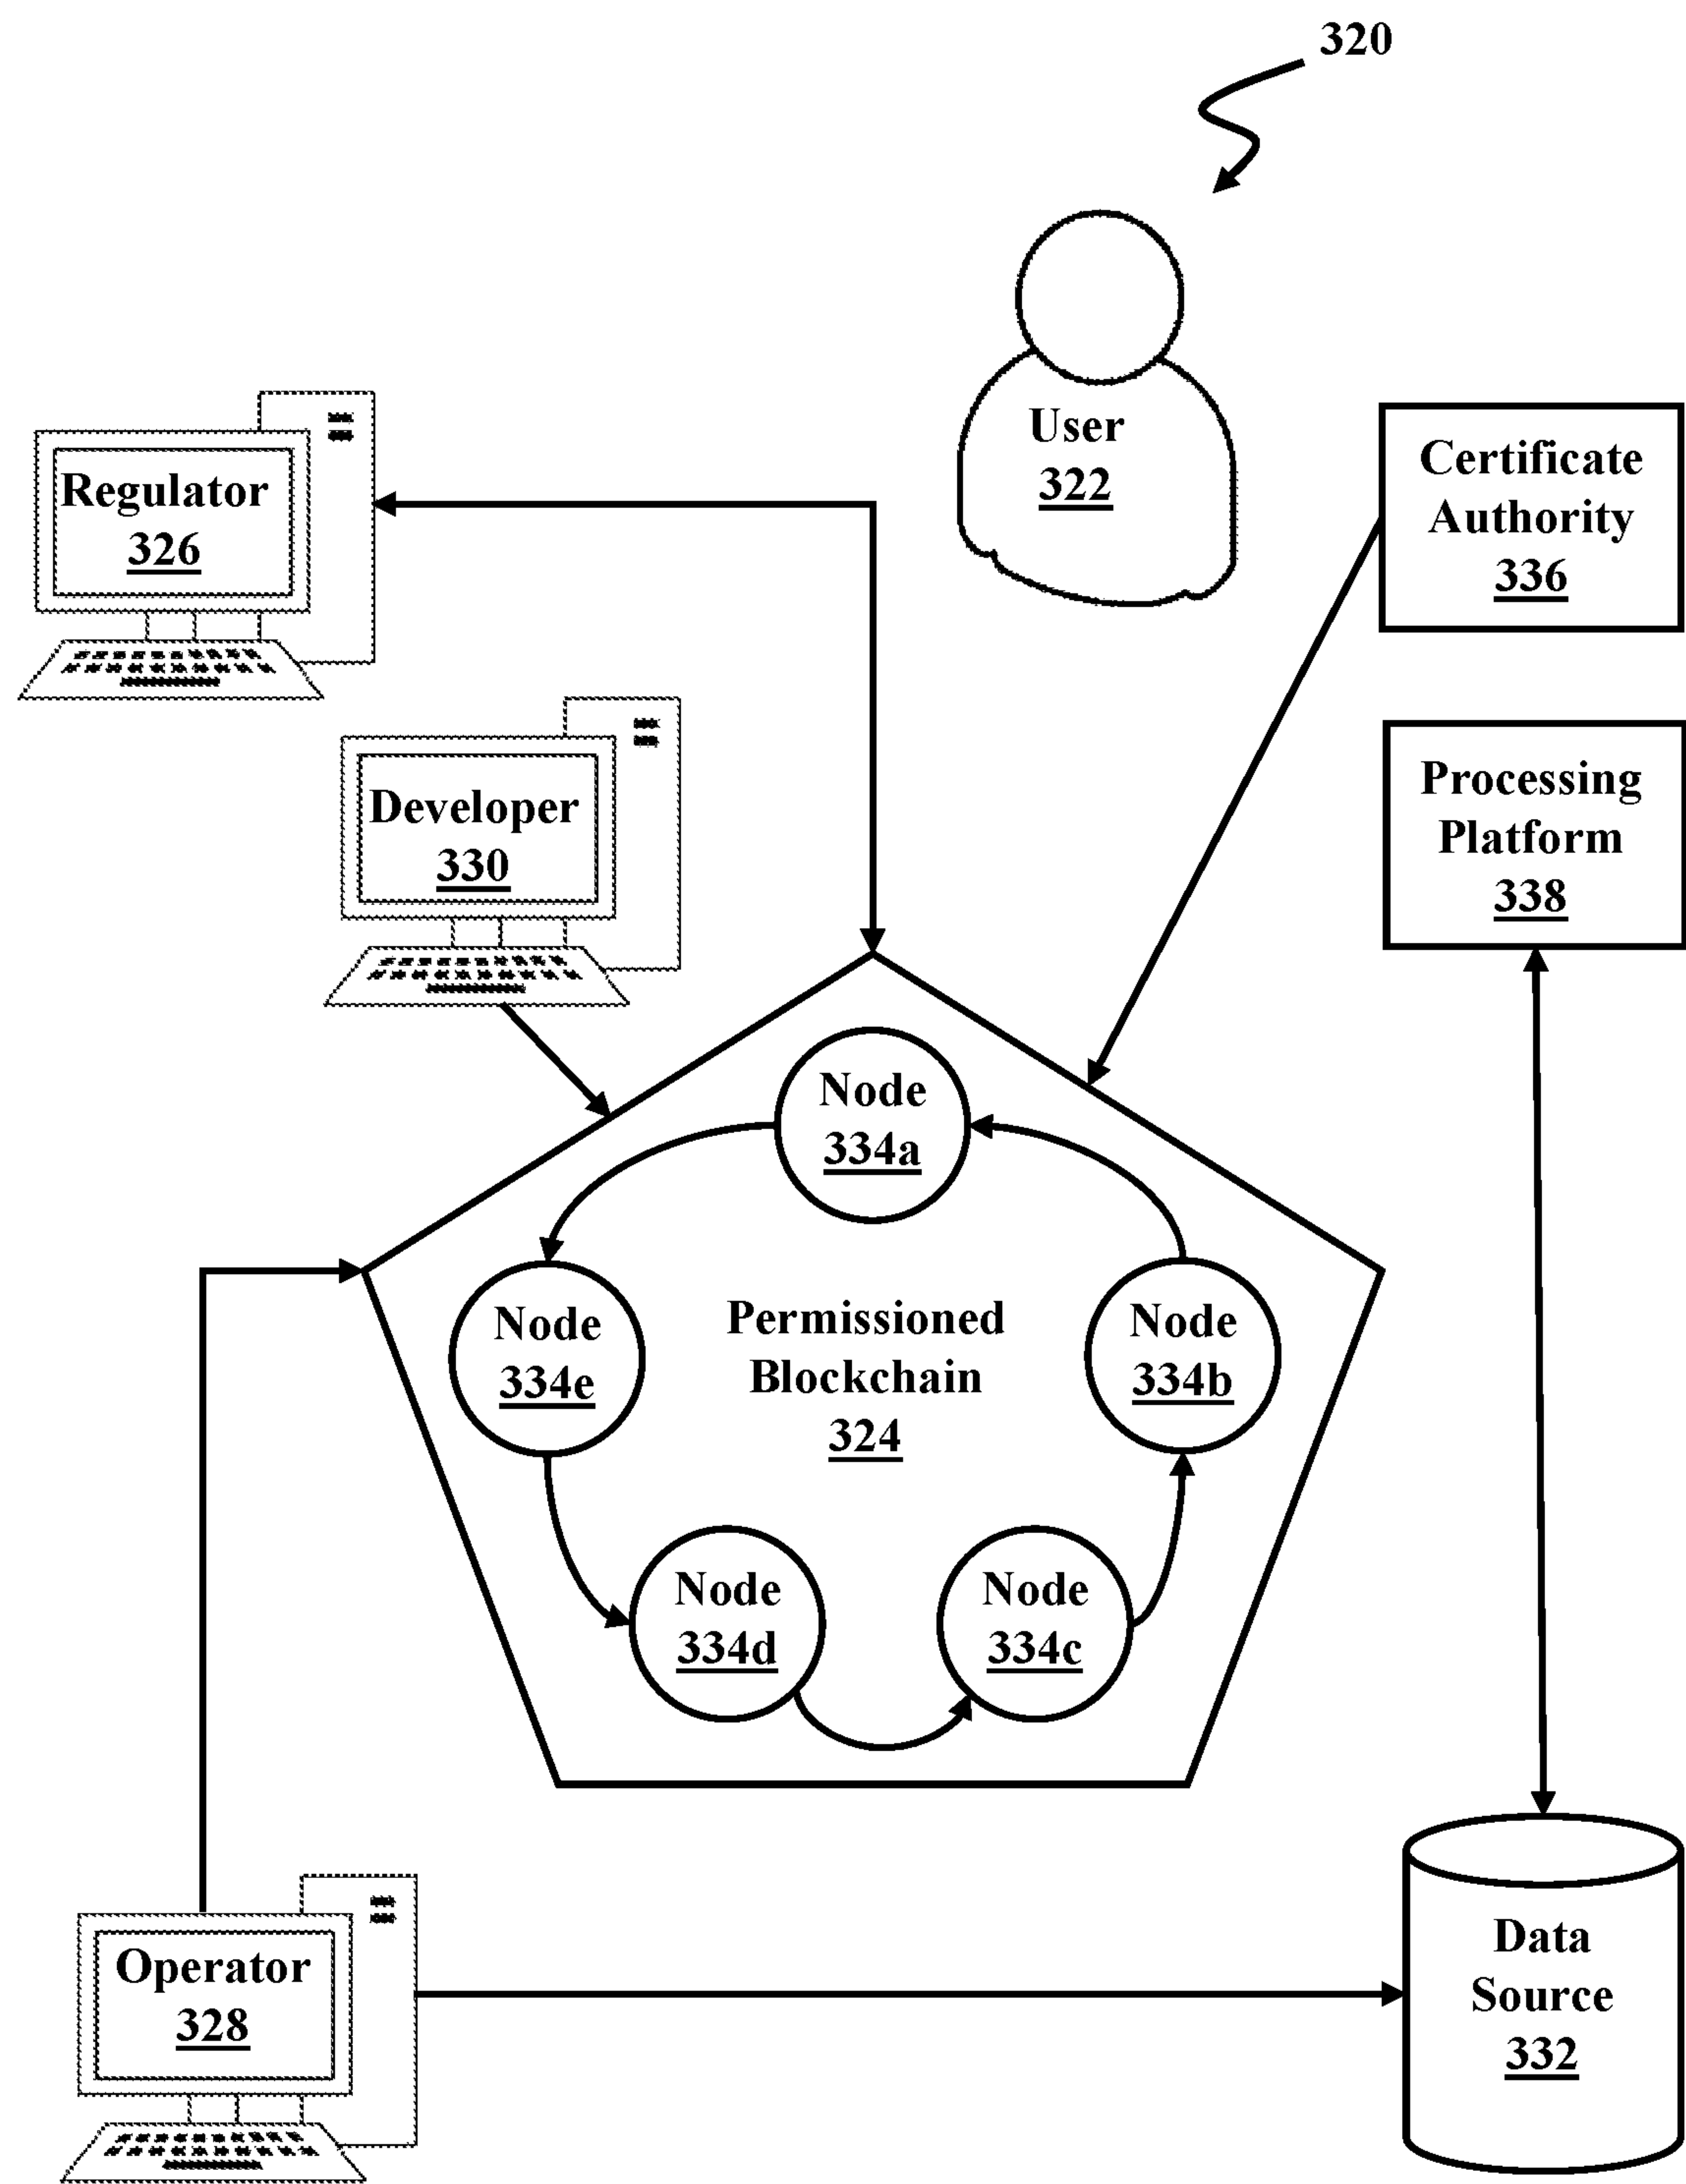 320
User
322
Certificate
Authority
336
Regulator
326
Processing
Platform
338
Developer
330
Node
334a
Node
334e
Permissioned
Blockchain
324
Node
334b
Node
334d
Node
334c
Operator
328
Data
Source
332